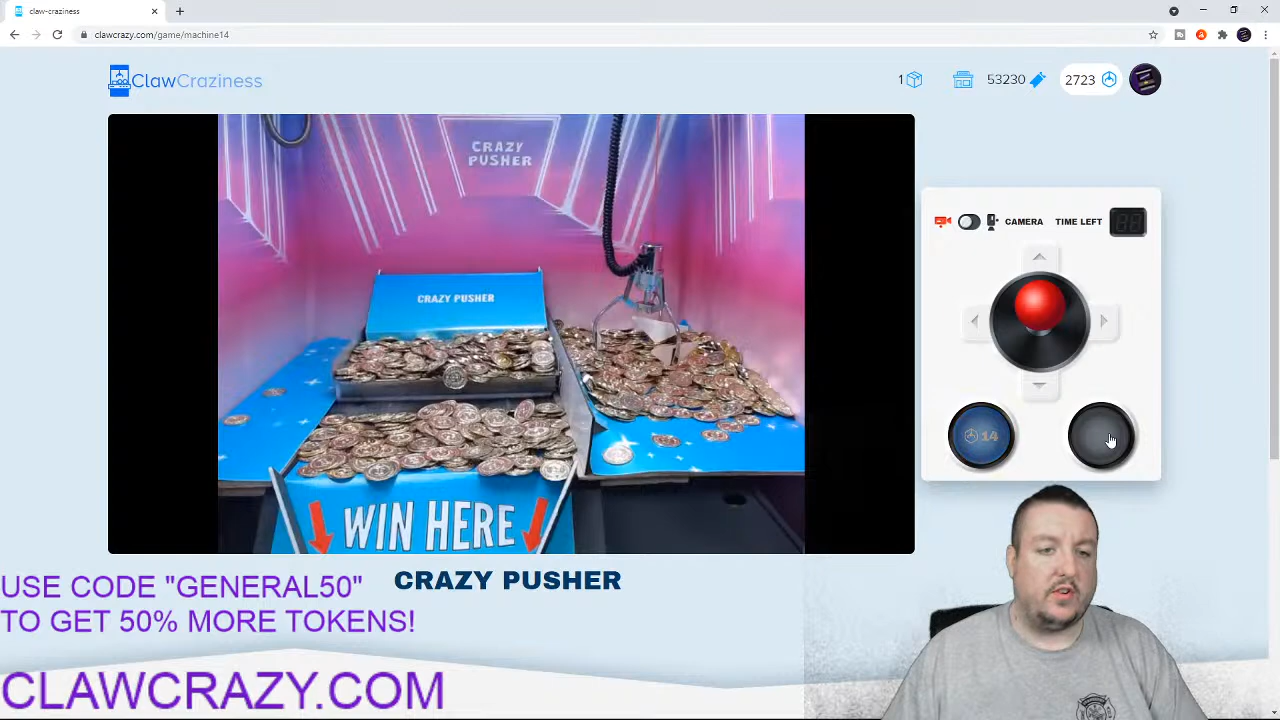 claw-craziness
clawcrazy.com/game/machine14
ClawCraziness
1
53230
2723
CRAZY
PUSHER
CRAZY PUSHER
WIN HERE
CAMERA
TIME LEFT
14
CRAZY PUSHER
USE CODE "GENERAL50"
TO GET 50% MORE TOKENS!
CLAWCRAZY.COM